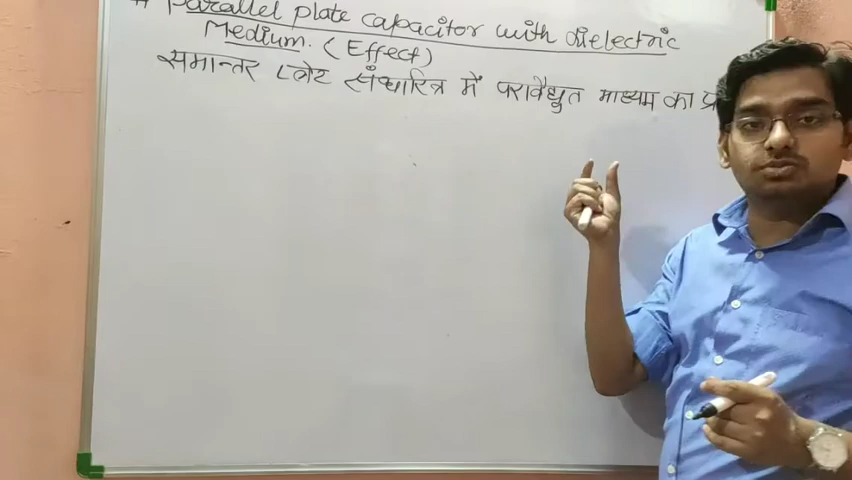 # Parallel plate capacitor with dielectric
Medium. (Effect)
समान्तर प्लेट संधारित्र में परावैद्युत माध्यम का